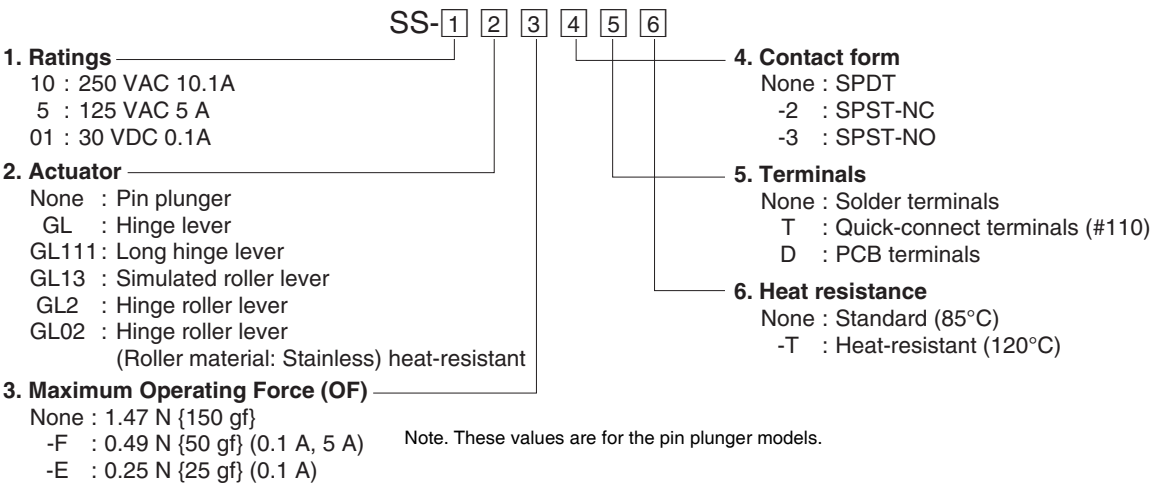 SS-1 2 3 4 5 6
1. Ratings
10 : 250 VAC 10.1A
5 : 125 VAC 5 A
01 : 30 VDC 0.1A
2. Actuator
None : Pin plunger
GL : Hinge lever
GL111 : Long hinge lever
GL13 : Simulated roller lever
GL2 : Hinge roller lever
GL02 : Hinge roller lever
(Roller material: Stainless) heat-resistant
3. Maximum Operating Force (OF)
None : 1.47 N {150 gf}
-F : 0.49 N {50 gf} (0.1 A, 5 A)
-E : 0.25 N {25 gf} (0.1 A)
Note. These values are for the pin plunger models.
4. Contact form
None : SPDT
-2 : SPST-NC
-3 : SPST-NO
5. Terminals
None : Solder terminals
T : Quick-connect terminals (#110)
D : PCB terminals
6. Heat resistance
None : Standard (85°C)
-T : Heat-resistant (120°C)